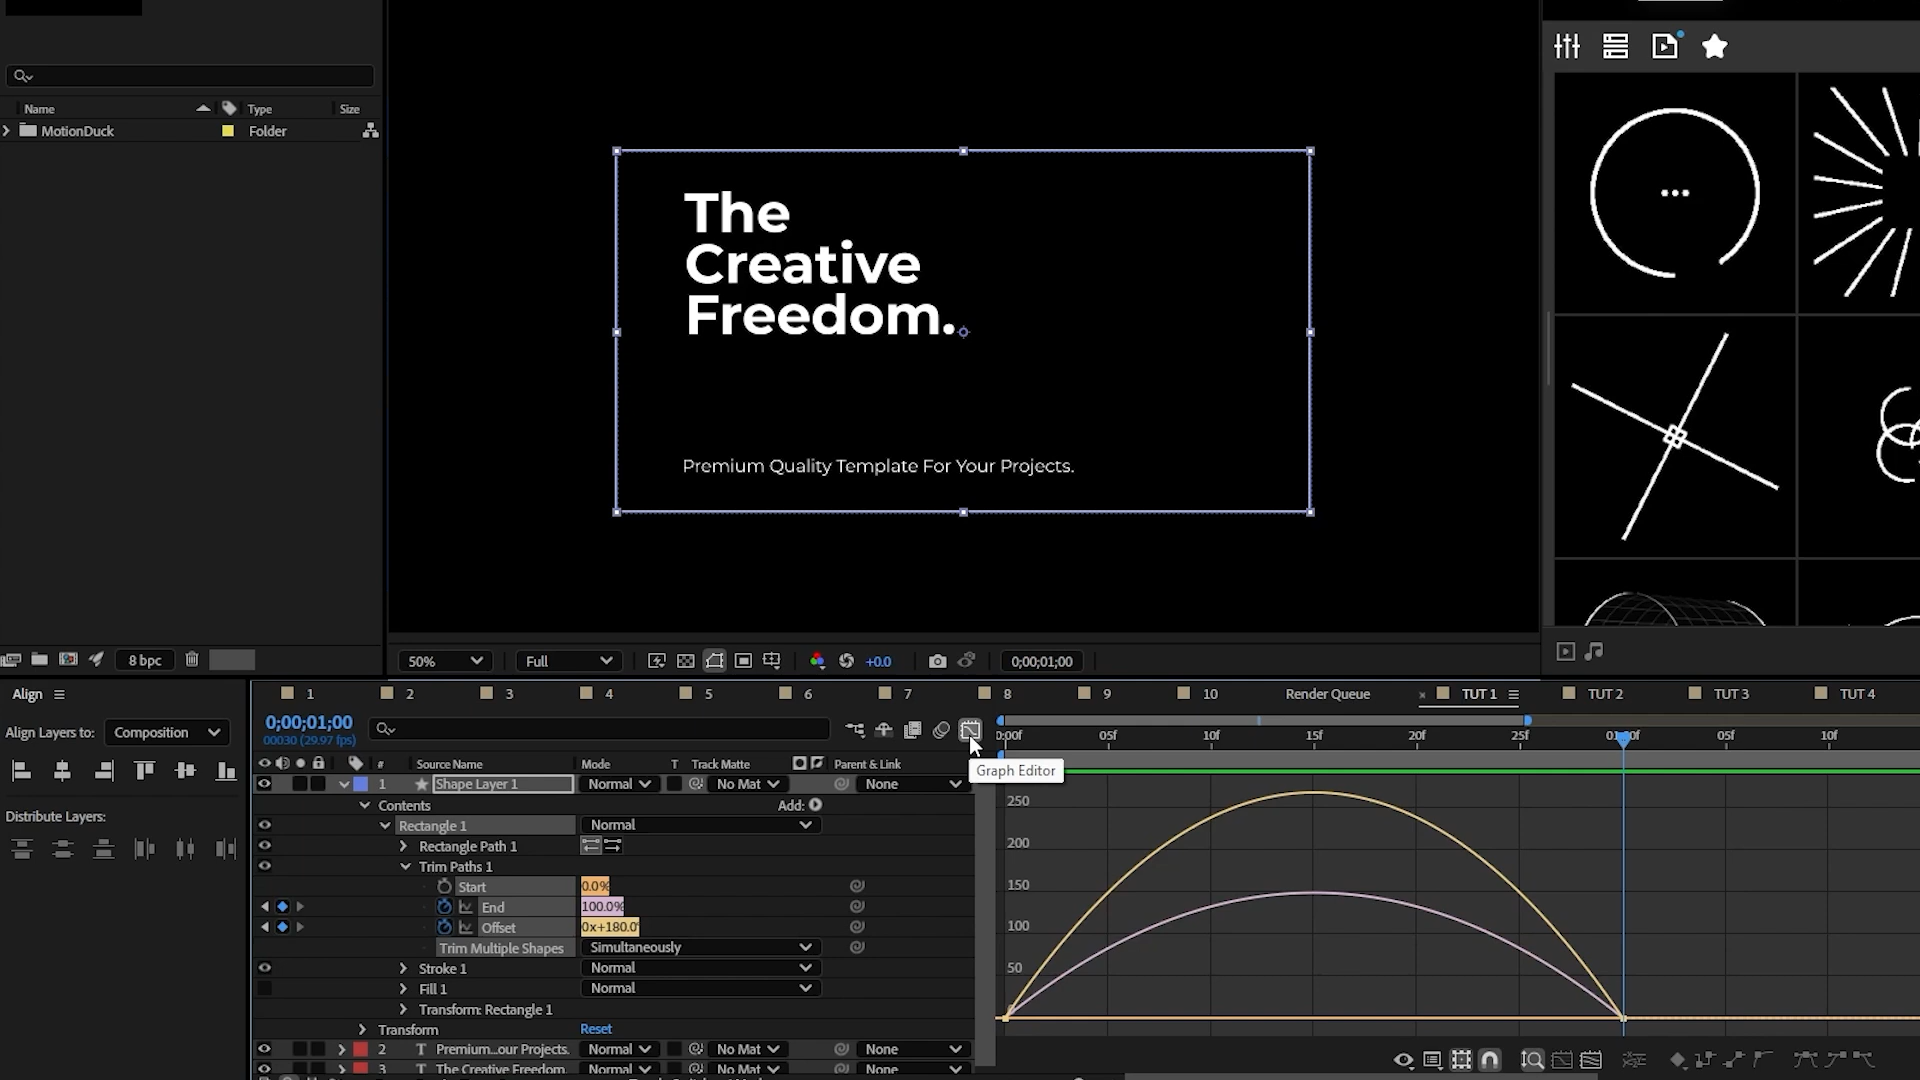 Name
Type
Size
MotionDuck
Folder
The
Creative
Freedom.
Premium Quality Template For Your Projects.
8 bpc
50%
Full
+0.0
0;00;01;00
Align
1
2
3
4
5
6
7
8
9
10
Render Queue
TUT 1
TUT 2
TUT 3
TUT 4
Align Layers to:
Composition
Distribute Layers:
0;00;01;00
00030 (29.97 fps)
:00f
05f
10f
15f
20f
25f
05f
10f
#
Source Name
Mode
T
Track Matte
Parent & Link
Graph Editor
1
Shape Layer 1
Normal
No Mat
None
Contents
Add:
Rectangle 1
Normal
Rectangle Path 1
Trim Paths 1
Start
0.0%
End
100.0%
Offset
0x+180.0°
Trim Multiple Shapes
Simultaneously
Stroke 1
Normal
Fill 1
Normal
Transform: Rectangle 1
Transform
Reset
2
T
Premium...our Projects.
Normal
No Mat
None
3
T
The Creative Freedom.
Normal
No Mat
None
250
200
150
100
50
0